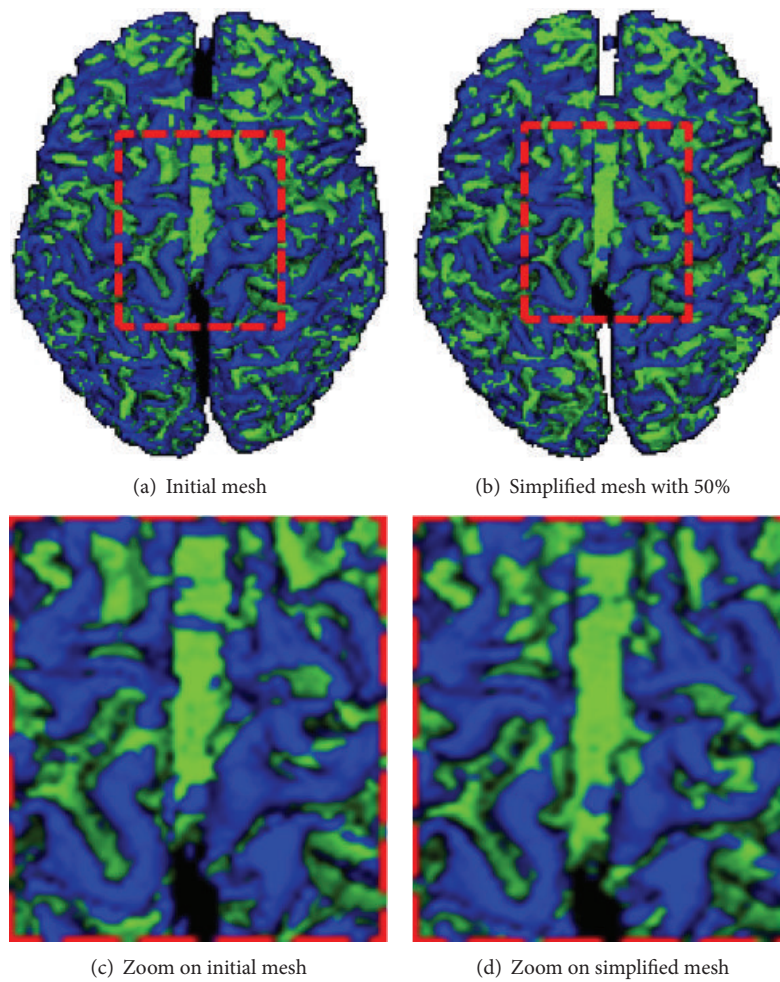 (a) Initial mesh
(b) Simplified mesh with 50%
(c) Zoom on initial mesh
(d) Zoom on simplified mesh